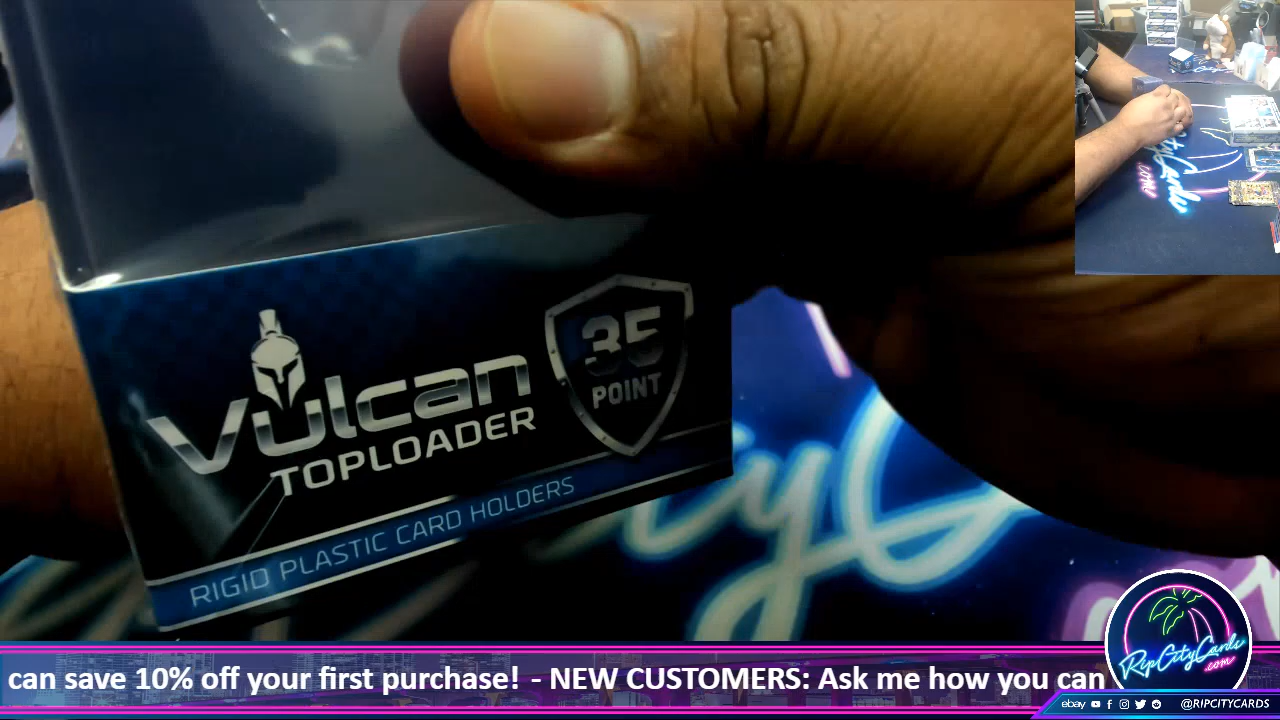 Vulcan
TOPLOADER
35
POINT
RIGID PLASTIC CARD HOLDERS
ityC
can save 10% off your first purchase! - NEW CUSTOMERS: Ask me how you can
RipCityCards
.com
ebay
@RIPCITYCARDS